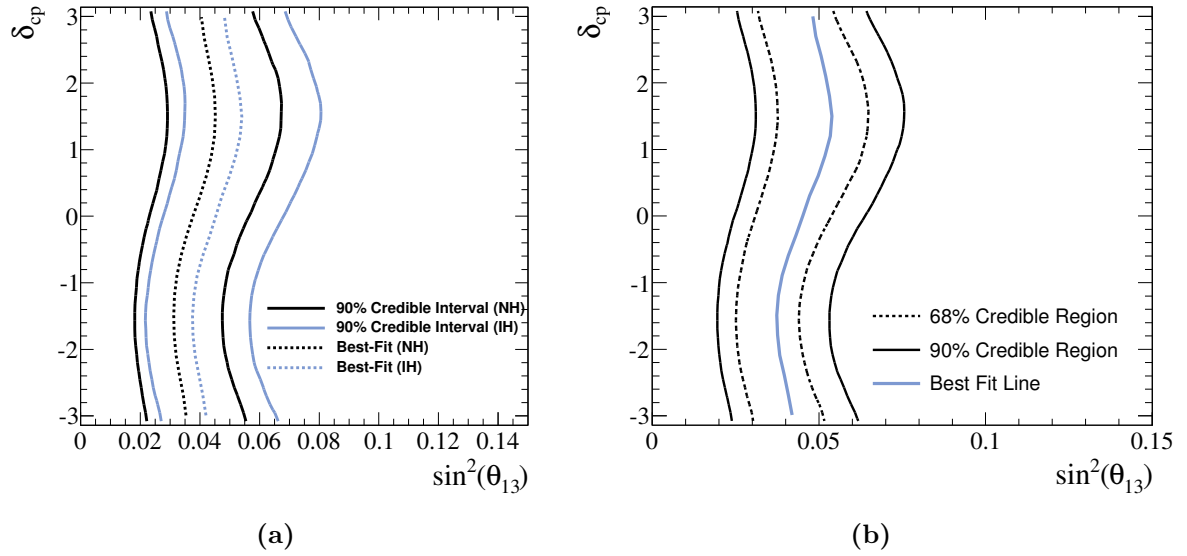 δcp
3
2
1
0
-1
-2
-3
90% Credible Interval (NH)
90% Credible Interval (IH)
Best-Fit (NH)
Best-Fit (IH)
0 0.02 0.04 0.06 0.08 0.1 0.12 0.14
sin²(θ13)
(a)
δcp
3
2
1
0
-1
-2
-3
68% Credible Region
90% Credible Region
Best Fit Line
0 0.05 0.1 0.15
sin²(θ13)
(b)